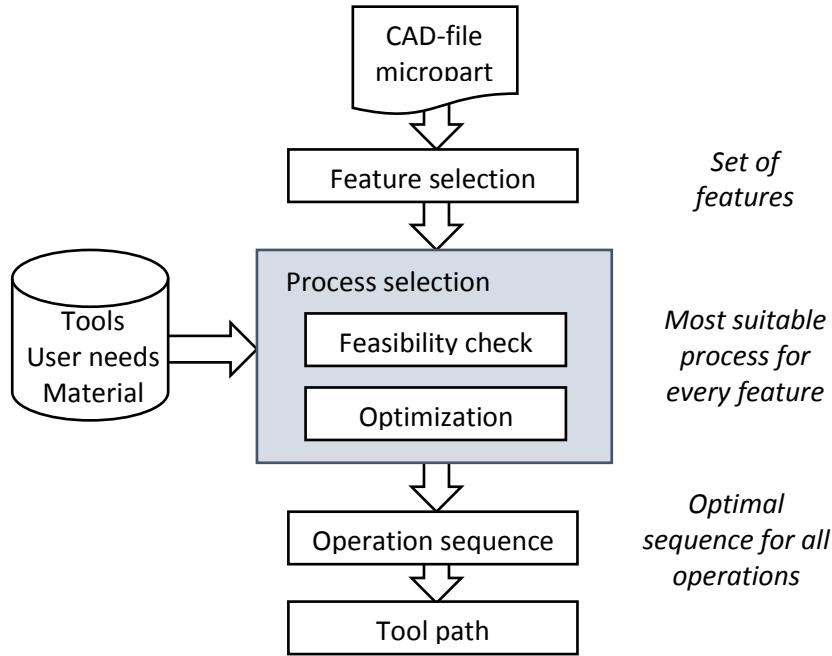 CAD-file
micropart
Feature selection
Set of
features
Process selection
Tools
User needs
Material
Feasibility check
Optimization
Most suitable
process for
every feature
Operation sequence
Optimal
sequence for all
operations
Tool path